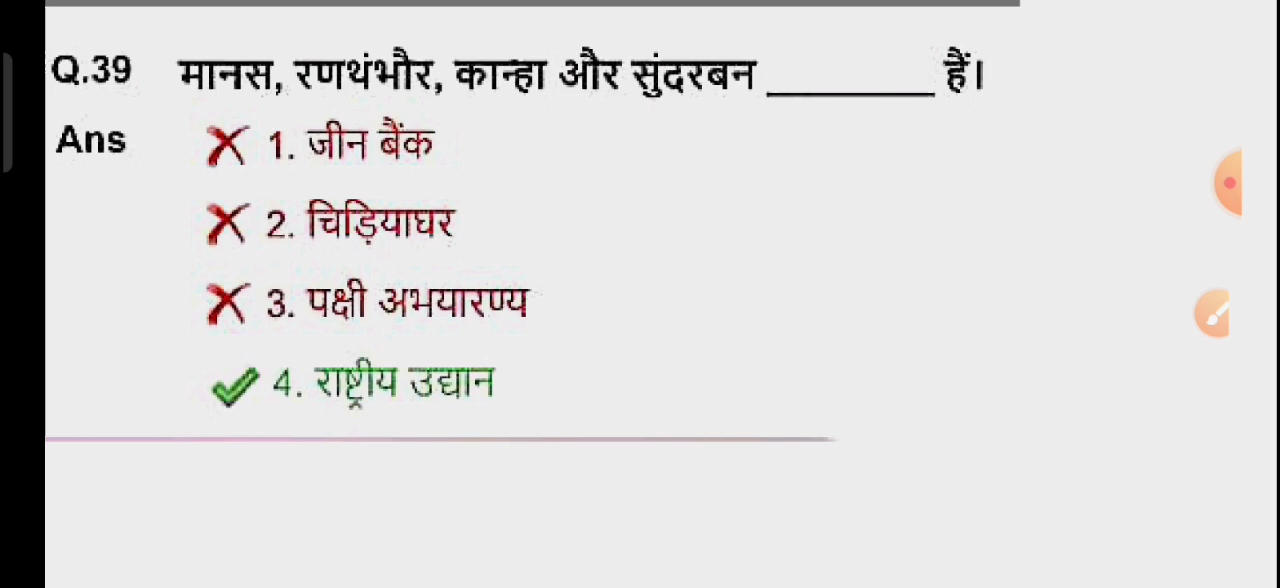 Q.39 मानस, रणथंभौर, कान्हा और सुंदरबन ________ हैं।
Ans 1. जीन बैंक
2. चिड़ियाघर
3. पक्षी अभयारण्य
4. राष्ट्रीय उद्यान